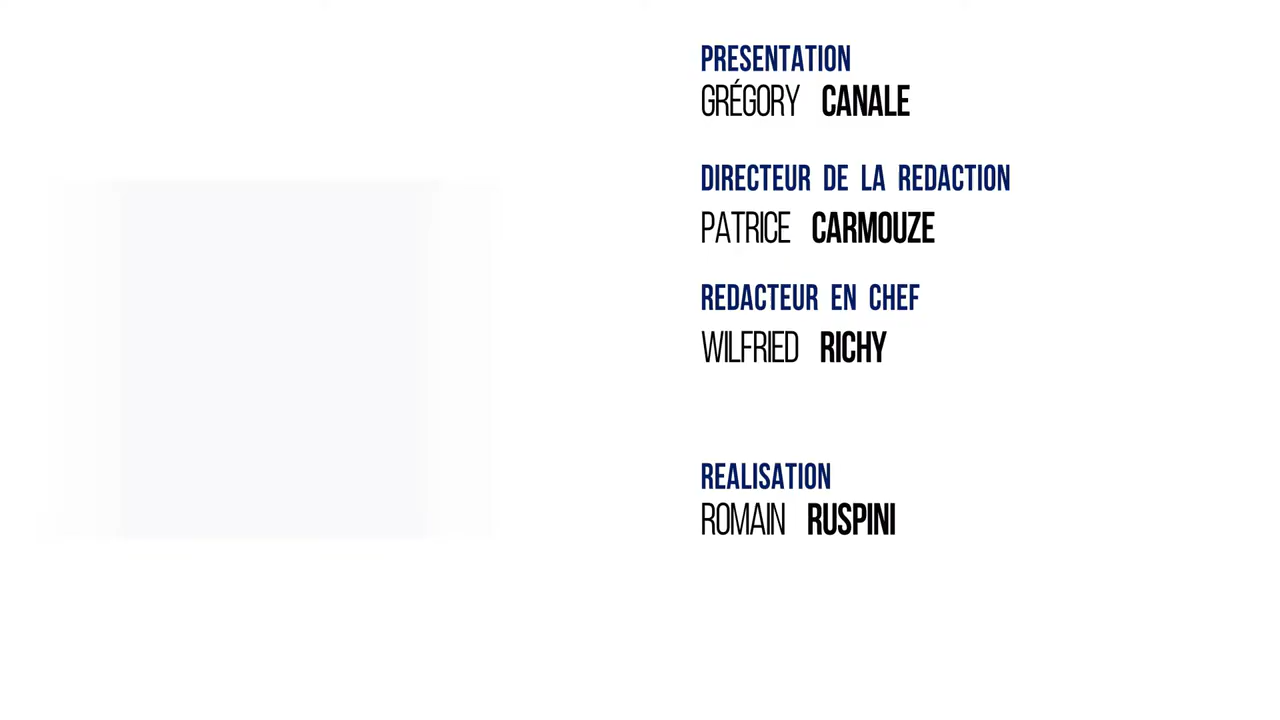 PRESENTATION
GRÉGORY CANALE
DIRECTEUR DE LA REDACTION
PATRICE CARMOUZE
REDACTEUR EN CHEF
WILFRIED RICHY
REALISATION
ROMAIN RUSPINI